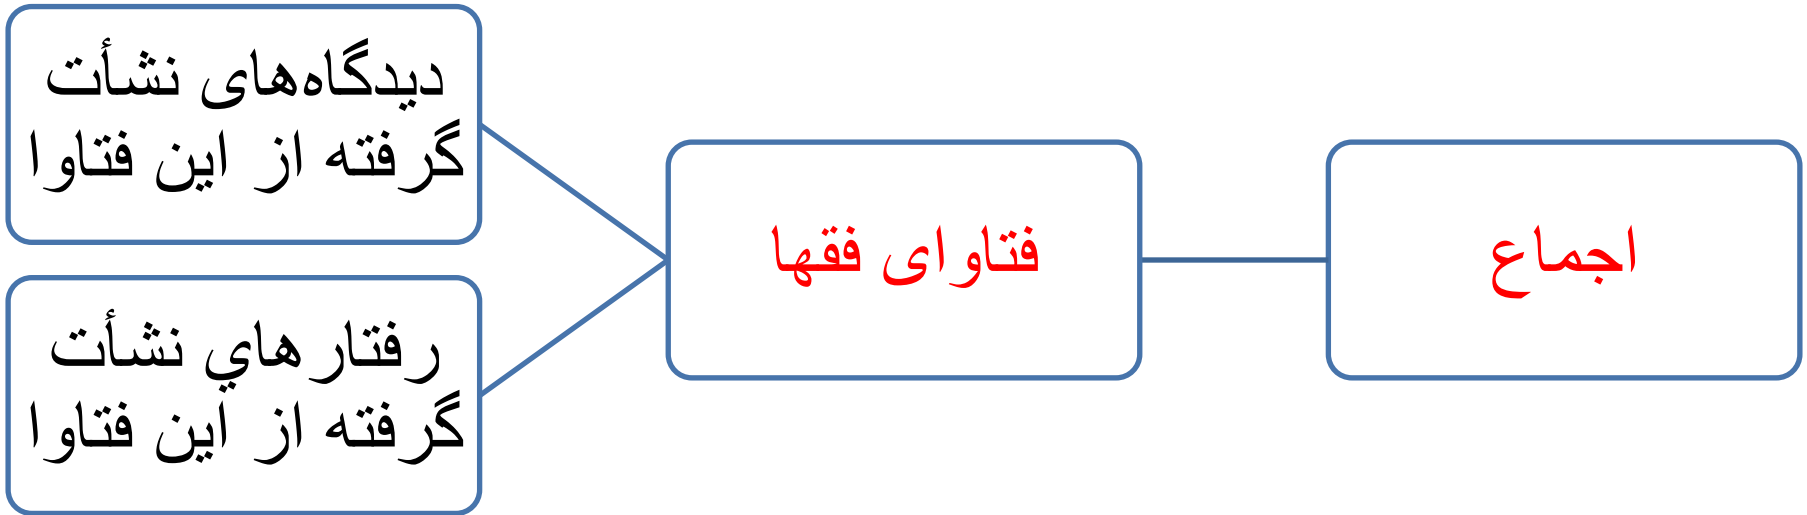 اجماع
فتاوای فقها
دیدگاه‌های نشأت
گرفته از این فتاوا
رفتارهاي نشأت
گرفته از این فتاوا